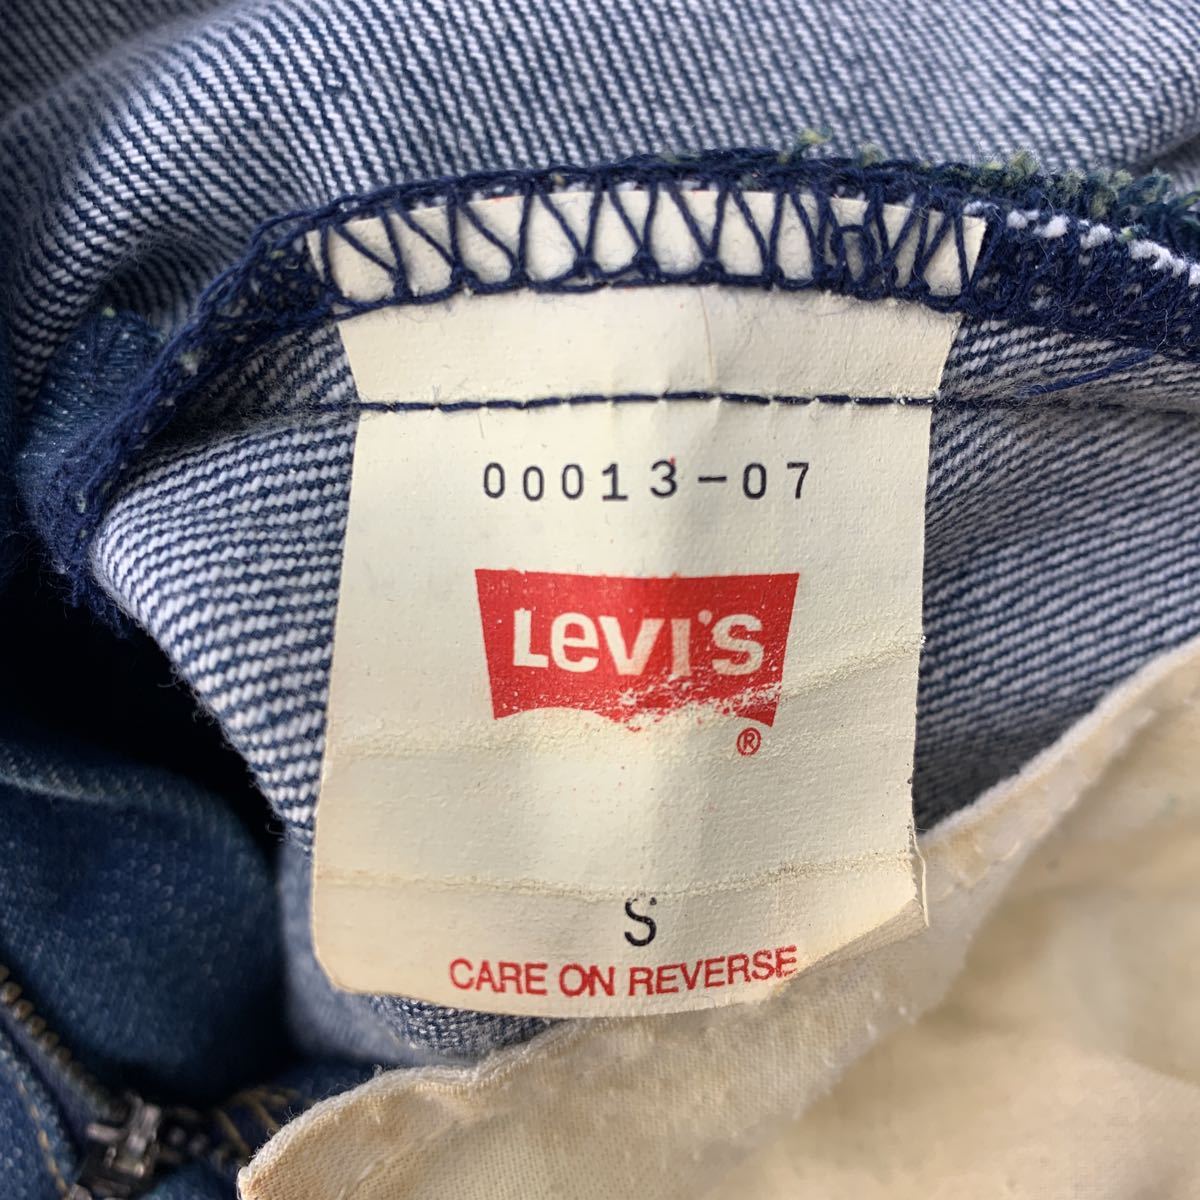 00013-07
Levi's
®
S
CARE ON REVERSE